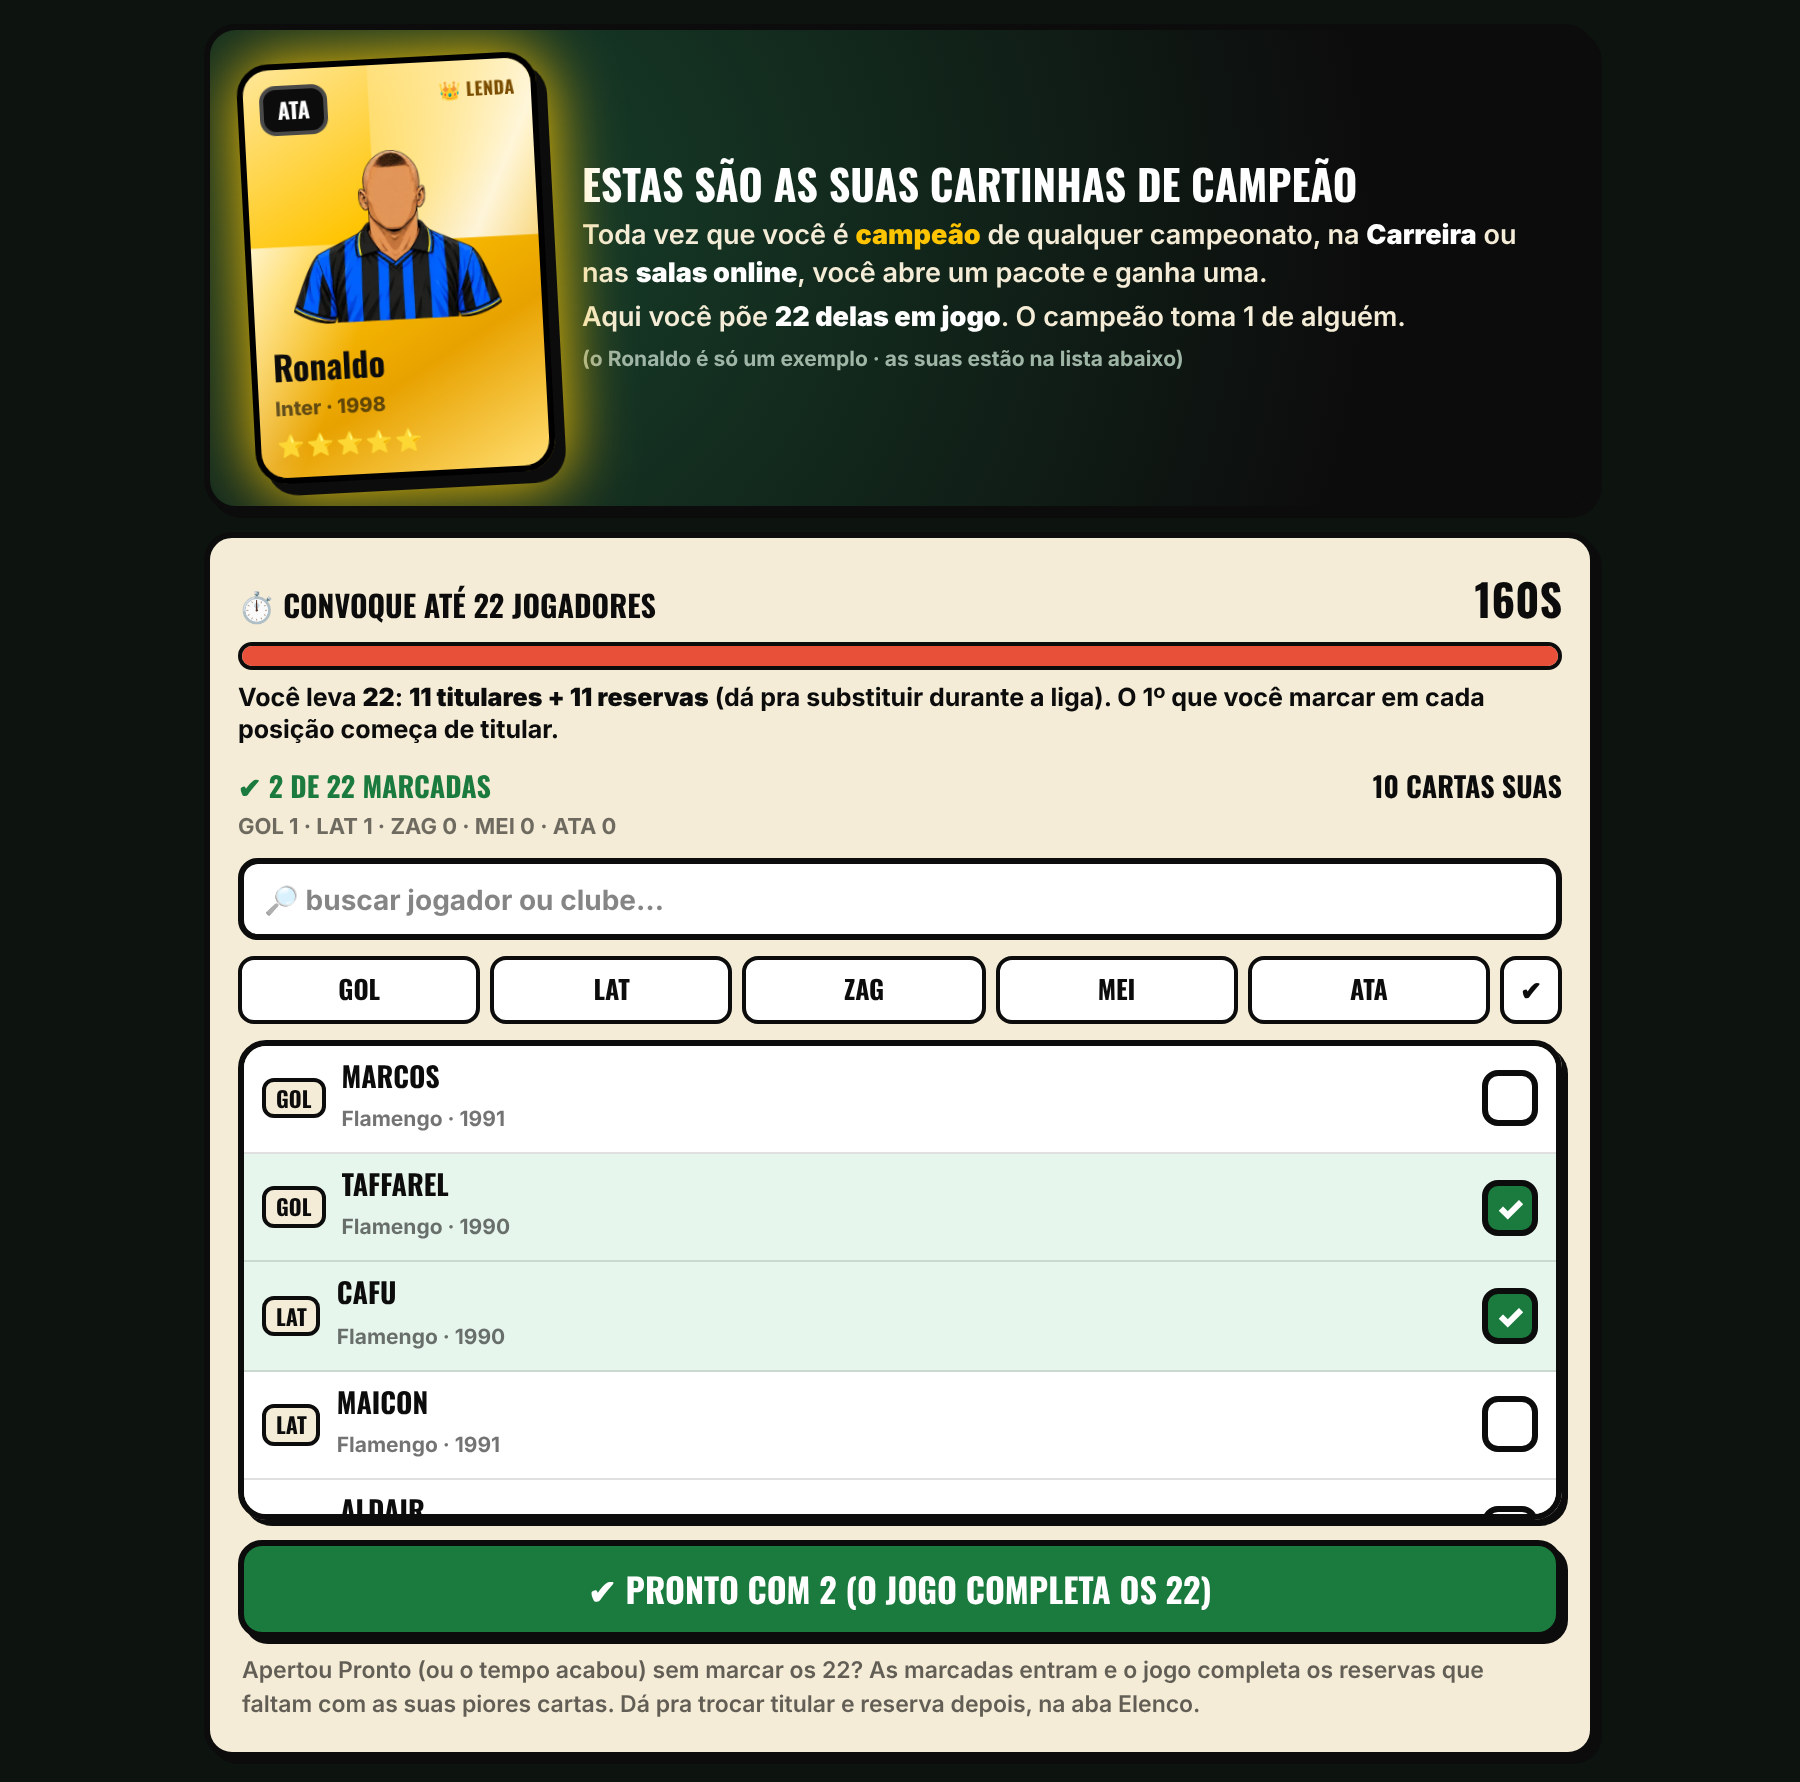 ATA
👑 LENDA
Ronaldo
Inter · 1998
⭐⭐⭐⭐⭐
ESTAS SÃO AS SUAS CARTINHAS DE CAMPEÃO
Toda vez que você é campeão de qualquer campeonato, na Carreira ou
nas salas online, você abre um pacote e ganha uma.
Aqui você põe 22 delas em jogo. O campeão toma 1 de alguém.
(o Ronaldo é só um exemplo · as suas estão na lista abaixo)
⏱️ CONVOQUE ATÉ 22 JOGADORES
160S
Você leva 22: 11 titulares + 11 reservas (dá pra substituir durante a liga). O 1º que você marcar em cada
posição começa de titular.
✔ 2 DE 22 MARCADAS
10 CARTAS SUAS
GOL 1 · LAT 1 · ZAG 0 · MEI 0 · ATA 0
🔎 buscar jogador ou clube...
GOL
LAT
ZAG
MEI
ATA
✔
GOL
MARCOS
Flamengo · 1991
GOL
TAFFAREL
Flamengo · 1990
LAT
CAFU
Flamengo · 1990
LAT
MAICON
Flamengo · 1991
ALDAIR
✔ PRONTO COM 2 (O JOGO COMPLETA OS 22)
Apertou Pronto (ou o tempo acabou) sem marcar os 22? As marcadas entram e o jogo completa os reservas que
faltam com as suas piores cartas. Dá pra trocar titular e reserva depois, na aba Elenco.